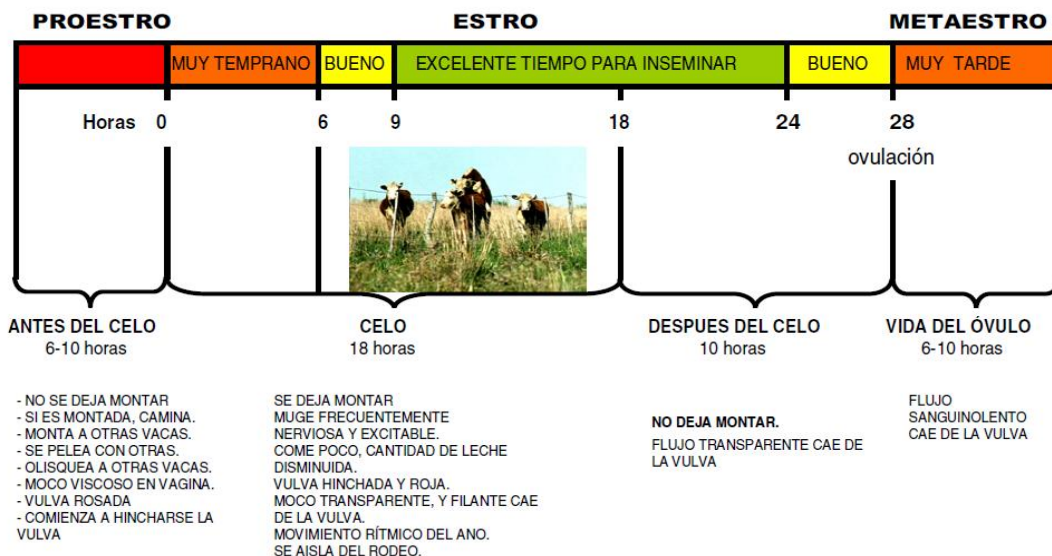 PROESTRO
ESTRO
METAESTRO
MUY TEMPRANO
BUENO
EXCELENTE TIEMPO PARA INSEMINAR
BUENO
MUY TARDE
Horas 0 6 9 18 24 28
ovulación
ANTES DEL CELO
6-10 horas
CELO
18 horas
DESPUES DEL CELO
10 horas
VIDA DEL ÓVULO
6-10 horas
- NO SE DEJA MONTAR
- SI ES MONTADA, CAMINA.
- MONTA A OTRAS VACAS.
- SE PELEA CON OTRAS.
- OLISQUEA A OTRAS VACAS.
- MOCO VISCOSO EN VAGINA.
- VULVA ROSADA
- COMIENZA A HINCHARSE LA
VULVA
SE DEJA MONTAR
MUGE FRECUENTEMENTE
NERVIOSA Y EXCITABLE.
COME POCO, CANTIDAD DE LECHE
DISMINUIDA.
VULVA HINCHADA Y ROJA.
MOCO TRANSPARENTE, Y FILANTE CAE
DE LA VULVA.
MOVIMIENTO RÍTMICO DEL ANO.
SE AISLA DEL RODEO.
NO DEJA MONTAR.
FLUJO TRANSPARENTE CAE DE
LA VULVA
FLUJO
SANGUINOLENTO
CAE DE LA VULVA